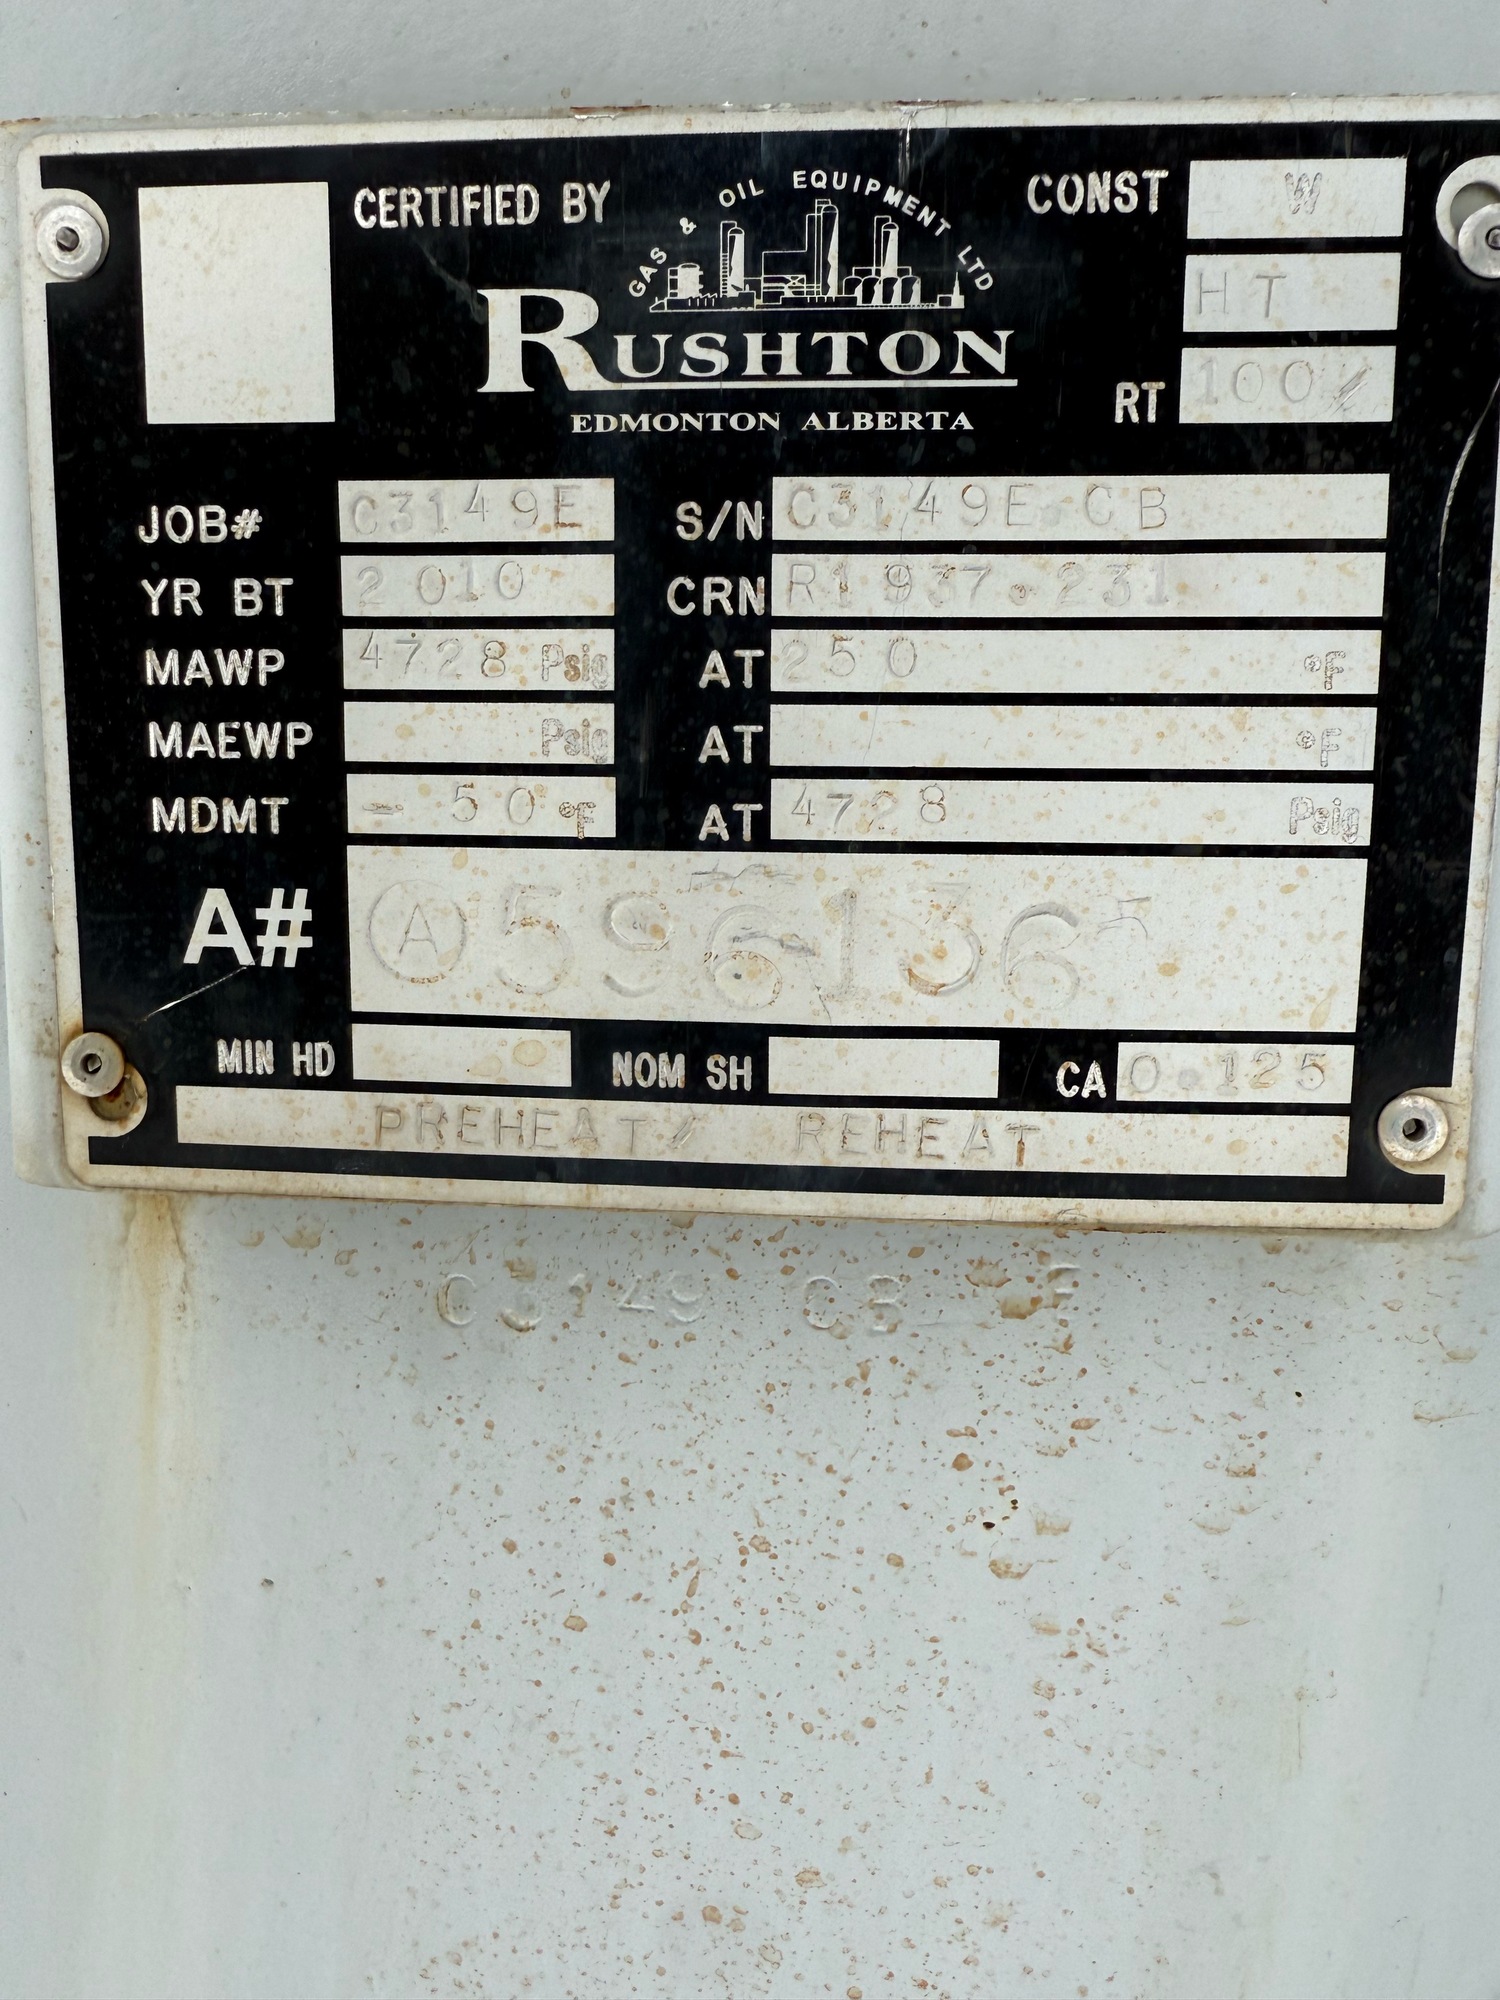 CERTIFIED BY
GAS & OIL EQUIPMENT LTD
RUSHTON
EDMONTON ALBERTA
CONST W
HT
RT 100%
JOB# C3149E S/N C3149E-CB
YR BT 2010 CRN R1937.231
MAWP 4728 Psig AT 250 °F
MAEWP Psig AT °F
MDMT -50 °F AT 4728 Psig
A# A 596136
MIN HD NOM SH CA 0.125
PREHEAT/ REHEAT
C3149 CB